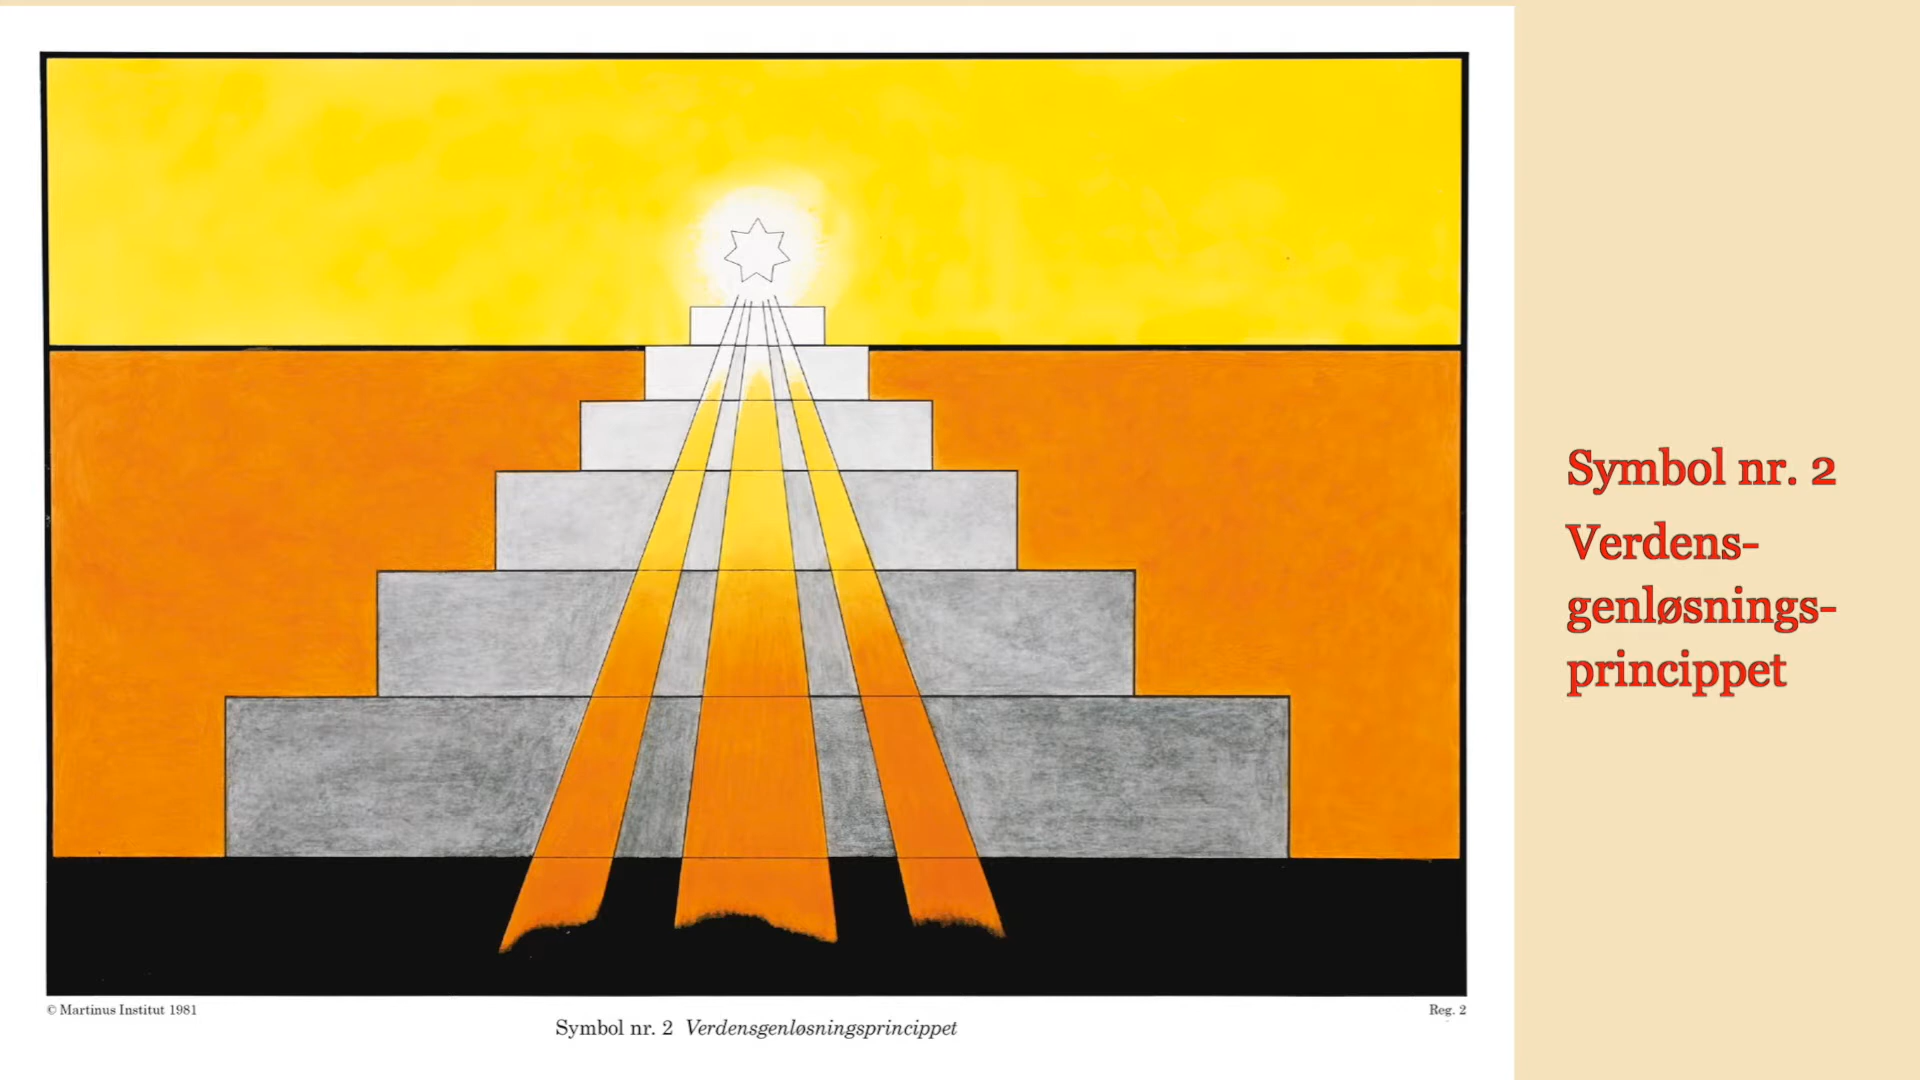 Symbol nr. 2
Verdens-
genløsnings-
princippet
© Martinus Institut 1981
Reg. 2
Symbol nr. 2 Verdensgenløsningsprincippet